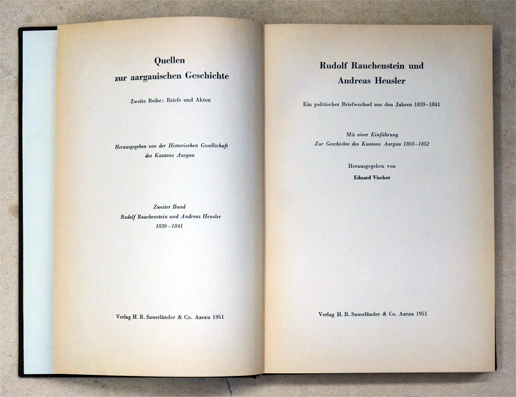 Quellen
zur aargauischen Geschichte
Zweite Reihe: Briefe und Akten
Herausgegeben von der Historischen Gesellschaft
des Kantons Aargau
Zweiter Band
Rudolf Rauchenstein und Andreas Heusler
1839–1841
Verlag H. R. Sauerländer & Co. Aarau 1951
Rudolf Rauchenstein und
Andreas Heusler
Ein politischer Briefwechsel aus den Jahren 1839–1841
Mit einer Einführung
Zur Geschichte des Kantons Aargau 1803–1852
Herausgegeben von
Eduard Vischer
Verlag H. R. Sauerländer & Co. Aarau 1951